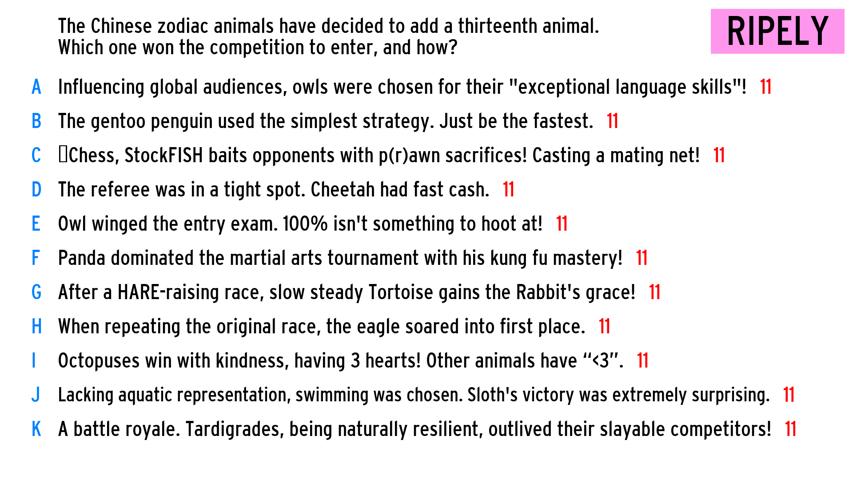 The Chinese zodiac animals have decided to add a thirteenth animal.
Which one won the competition to enter, and how?
RIPELY
A Influencing global audiences, owls were chosen for their "exceptional language skills"! 11
B The gentoo penguin used the simplest strategy. Just be the fastest. 11
C Chess, StockFISH baits opponents with p(r)awn sacrifices! Casting a mating net! 11
D The referee was in a tight spot. Cheetah had fast cash. 11
E Owl winged the entry exam. 100% isn't something to hoot at! 11
F Panda dominated the martial arts tournament with his kung fu mastery! 11
G After a HARE-raising race, slow steady Tortoise gains the Rabbit's grace! 11
H When repeating the original race, the eagle soared into first place. 11
I Octopuses win with kindness, having 3 hearts! Other animals have “<3”. 11
J Lacking aquatic representation, swimming was chosen. Sloth's victory was extremely surprising. 11
K A battle royale. Tardigrades, being naturally resilient, outlived their slayable competitors! 11